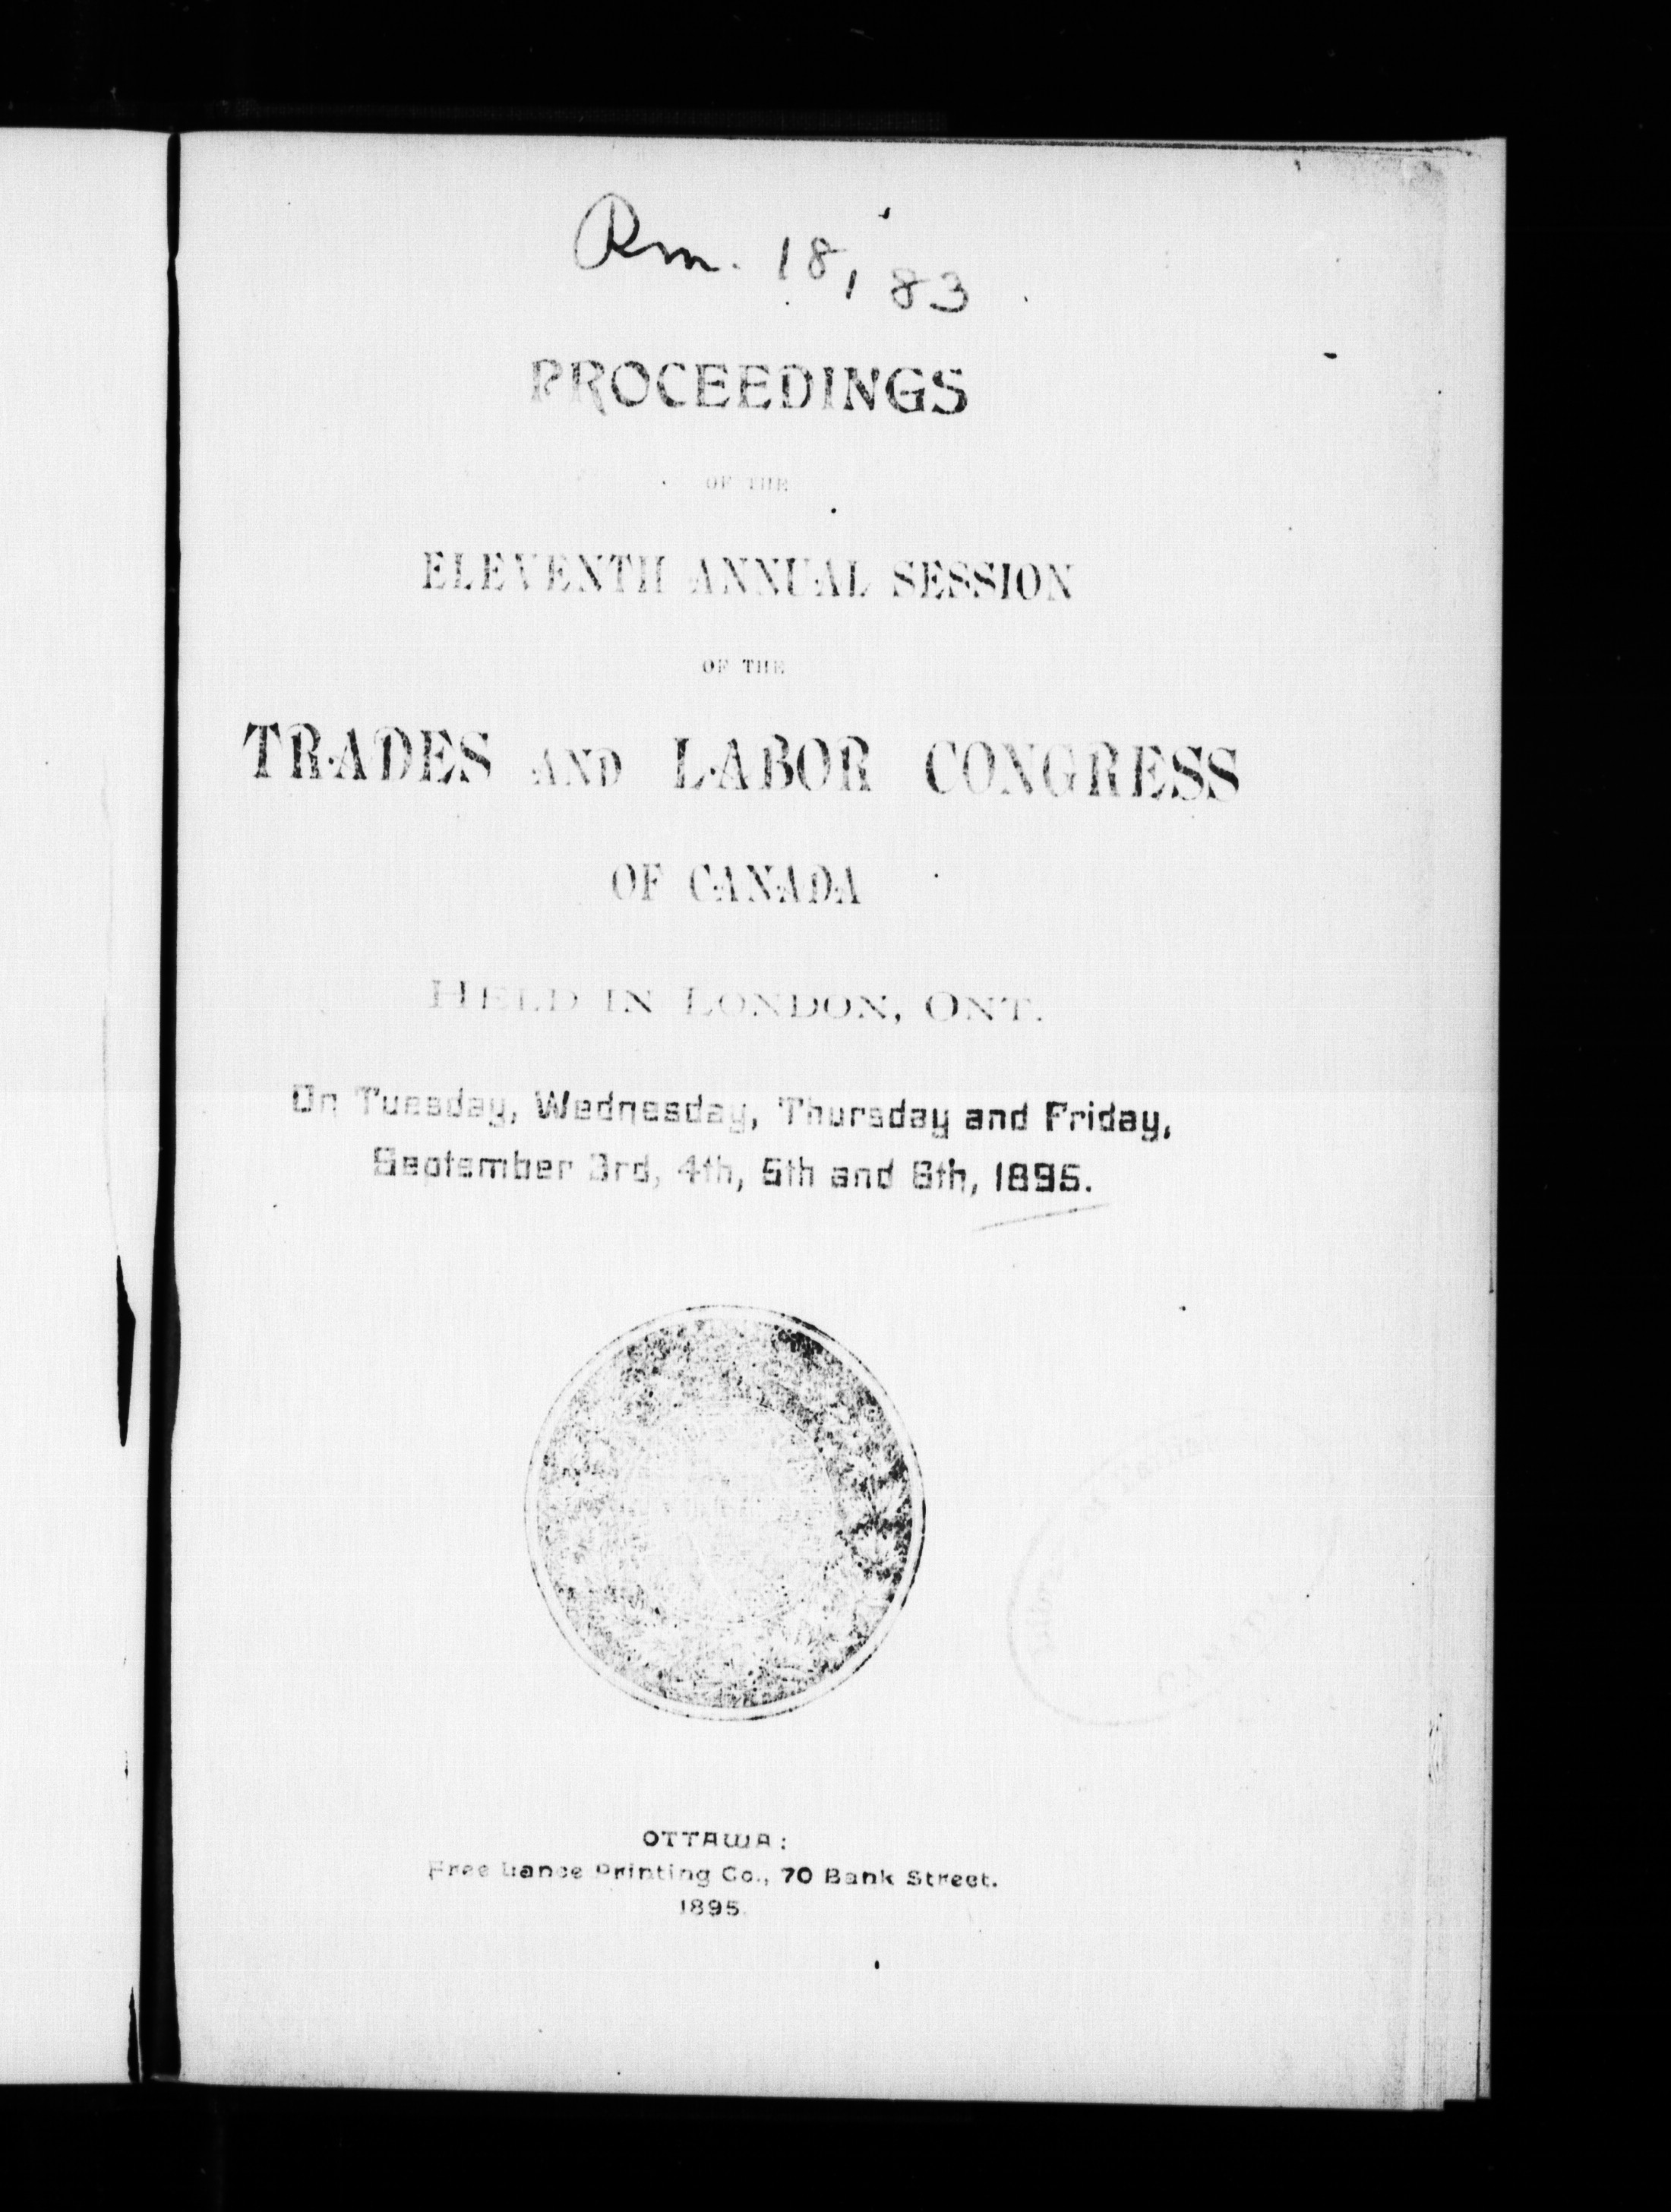 Rm. 18, 83
PROCEEDINGS
OF THE
ELEVENTH ANNUAL SESSION
OF THE
TRADES AND LABOR CONGRESS
OF CANADA
HELD IN LONDON, ONT.
On Tuesday, Wednesday, Thursday and Friday,
September 3rd, 4th, 5th and 6th, 1895.
OTTAWA:
Free Lance Printing Co., 70 Bank Street.
1895.